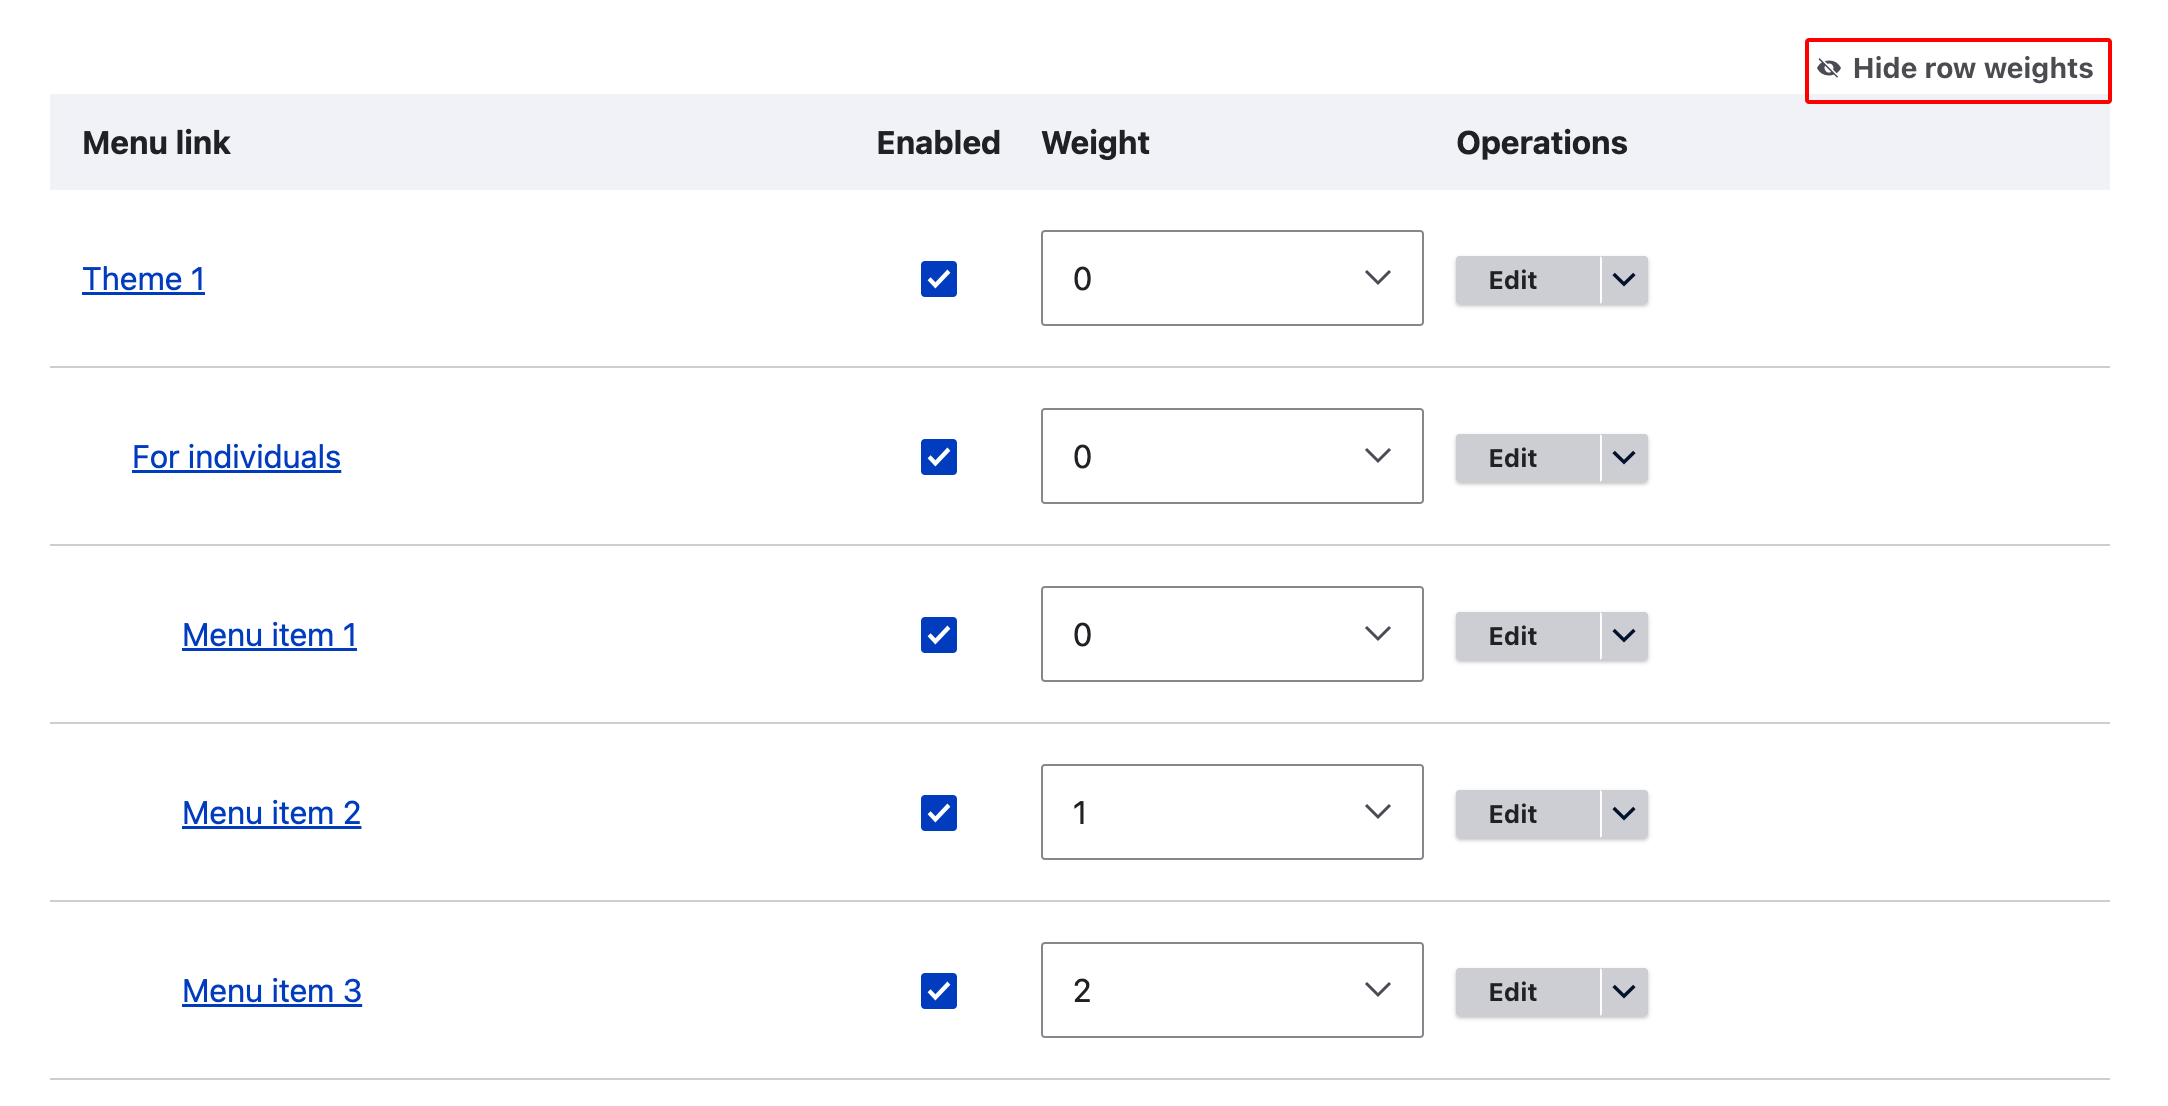 Hide row weights
Menu link Enabled Weight Operations
Theme 1 0 Edit
For individuals 0 Edit
Menu item 1 0 Edit
Menu item 2 1 Edit
Menu item 3 2 Edit